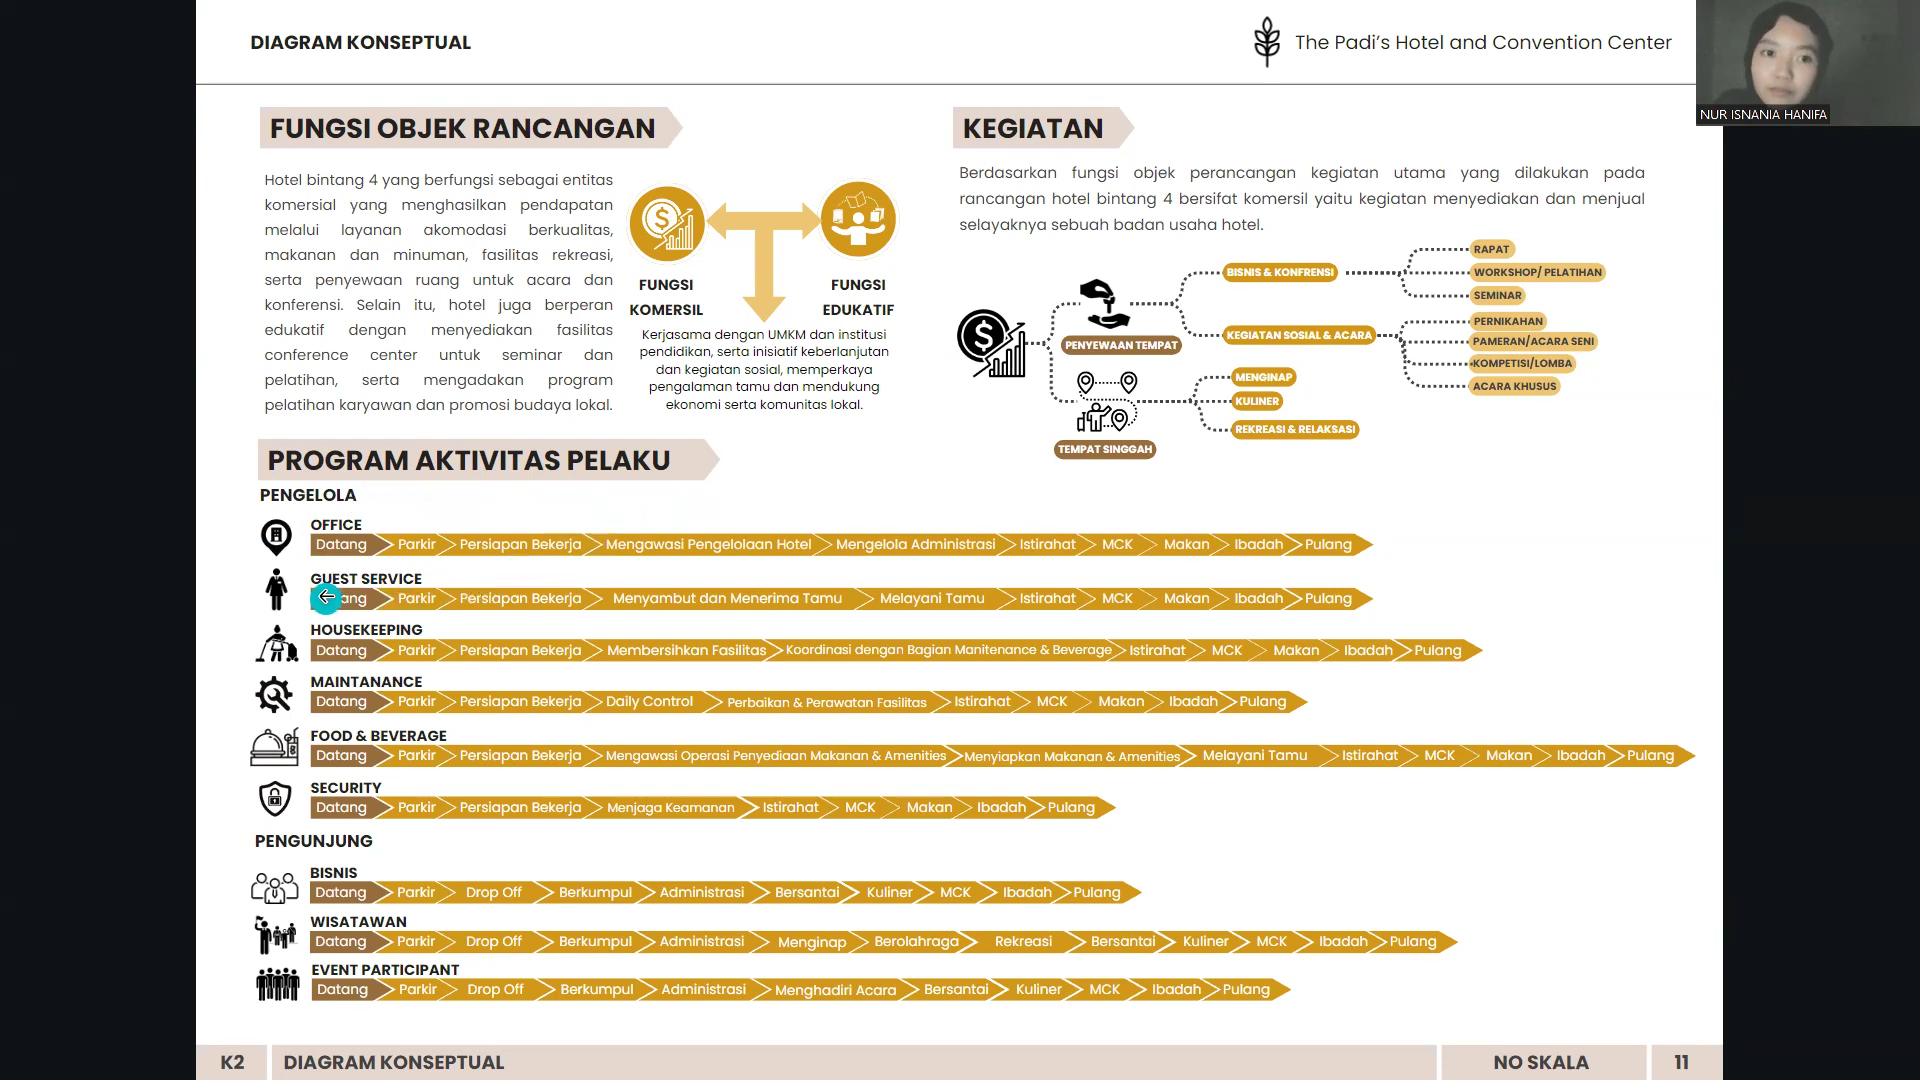 DIAGRAM KONSEPTUAL
The Padi's Hotel and Convention Center
NUR ISNANIA HANIFA
FUNGSI OBJEK RANCANGAN
Hotel bintang 4 yang berfungsi sebagai entitas
komersial yang menghasilkan pendapatan
melalui layanan akomodasi berkualitas,
makanan dan minuman, fasilitas rekreasi,
serta penyewaan ruang untuk acara dan
konferensi. Selain itu, hotel juga berperan
edukatif dengan menyediakan fasilitas
conference center untuk seminar dan
pelatihan, serta mengadakan program
pelatihan karyawan dan promosi budaya lokal.
FUNGSI
KOMERSIL
FUNGSI
EDUKATIF
Kerjasama dengan UMKM dan institusi
pendidikan, serta inisiatif keberlanjutan
dan kegiatan sosial, memperkaya
pengalaman tamu dan mendukung
ekonomi serta komunitas lokal.
KEGIATAN
Berdasarkan fungsi objek perancangan kegiatan utama yang dilakukan pada
rancangan hotel bintang 4 bersifat komersil yaitu kegiatan menyediakan dan menjual
selayaknya sebuah badan usaha hotel.
PENYEWAAN TEMPAT
BISNIS & KONFRENSI
RAPAT
WORKSHOP/ PELATIHAN
SEMINAR
KEGIATAN SOSIAL & ACARA
PERNIKAHAN
PAMERAN/ACARA SENI
KOMPETISI/LOMBA
ACARA KHUSUS
TEMPAT SINGGAH
MENGINAP
KULINER
REKREASI & RELAKSASI
PROGRAM AKTIVITAS PELAKU
PENGELOLA
OFFICE
Datang Parkir Persiapan Bekerja Mengawasi Pengelolaan Hotel Mengelola Administrasi Istirahat MCK Makan Ibadah Pulang
GUEST SERVICE
ang Parkir Persiapan Bekerja Menyambut dan Menerima Tamu Melayani Tamu Istirahat MCK Makan Ibadah Pulang
HOUSEKEEPING
Datang Parkir Persiapan Bekerja Membersihkan Fasilitas Koordinasi dengan Bagian Manitenance & Beverage Istirahat MCK Makan Ibadah Pulang
MAINTANANCE
Datang Parkir Persiapan Bekerja Daily Control Perbaikan & Perawatan Fasilitas Istirahat MCK Makan Ibadah Pulang
FOOD & BEVERAGE
Datang Parkir Persiapan Bekerja Mengawasi Operasi Penyediaan Makanan & Amenities Menyiapkan Makanan & Amenities Melayani Tamu Istirahat MCK Makan Ibadah Pulang
SECURITY
Datang Parkir Persiapan Bekerja Menjaga Keamanan Istirahat MCK Makan Ibadah Pulang
PENGUNJUNG
BISNIS
Datang Parkir Drop Off Berkumpul Administrasi Bersantai Kuliner MCK Ibadah Pulang
WISATAWAN
Datang Parkir Drop Off Berkumpul Administrasi Menginap Berolahraga Rekreasi Bersantai Kuliner MCK Ibadah Pulang
EVENT PARTICIPANT
Datang Parkir Drop Off Berkumpul Administrasi Menghadiri Acara Bersantai Kuliner MCK Ibadah Pulang
K2
DIAGRAM KONSEPTUAL
NO SKALA
11